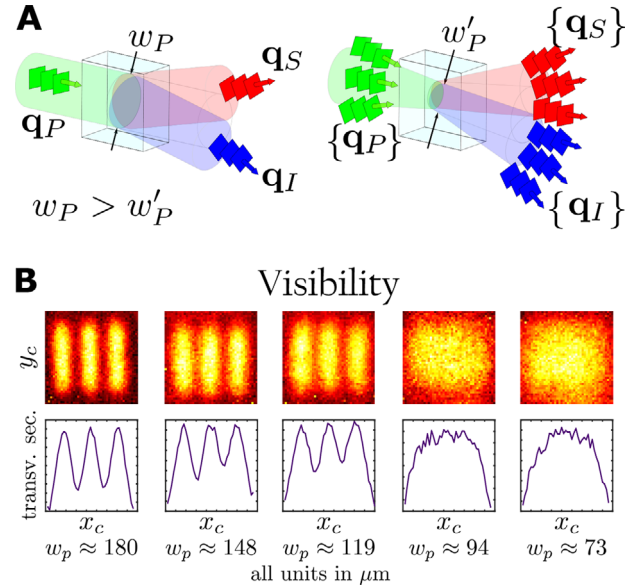 A
w_P
q_S
q_P
q_I
w_P > w'_P
w'_P
{q_S}
{q_P}
{q_I}
B
Visibility
y_c
transv. sec.
x_c x_c x_c x_c x_c
w_p ≈ 180 w_p ≈ 148 w_p ≈ 119 w_p ≈ 94 w_p ≈ 73
all units in μm